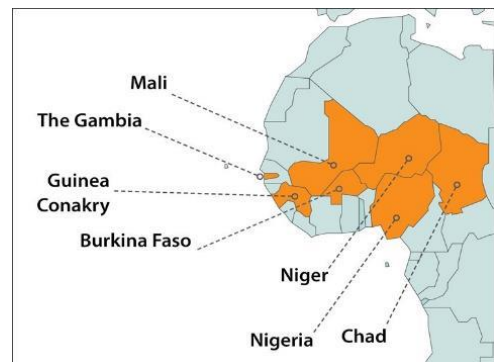 Mali
The Gambia
Guinea
Conakry
Burkina Faso
Niger
Nigeria
Chad